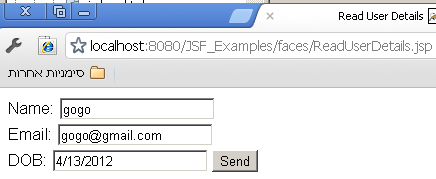 Read User Details
localhost:8080/JSF_Examples/faces/ReadUserDetails.jsp
סימניות אחרות
Name: gogo
Email: gogo@gmail.com
DOB: 4/13/2012 Send